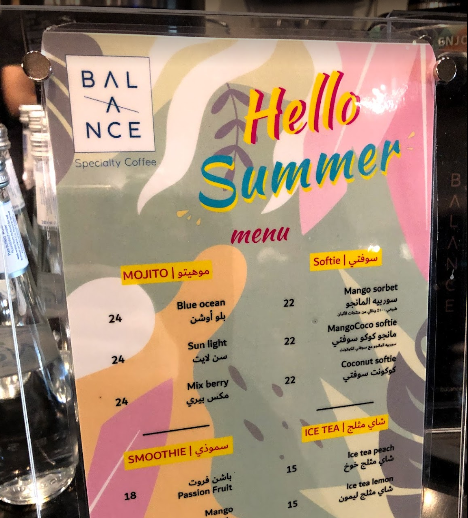 BAL
A
NCE
Specialty Coffee
Hello
Summer
menu
MOJITO | موهيتو
24 Blue ocean
بلو أوشن
24 Sun light
سن لايت
24 Mix berry
مكس بيري
SMOOTHIE | سموذي
باشن فروت
18 Passion Fruit
Mango
Softie | سوفتي
22 Mango sorbet
سوربيه المانجو
22 MangoCoco softie
مانجو كوكو سوفتي
22 Coconut softie
كوكونت سوفتي
ICE TEA | شاي مثلج
15 Ice tea peach
شاي مثلج خوخ
15 Ice tea lemon
شاي مثلج ليمون
BALANCE